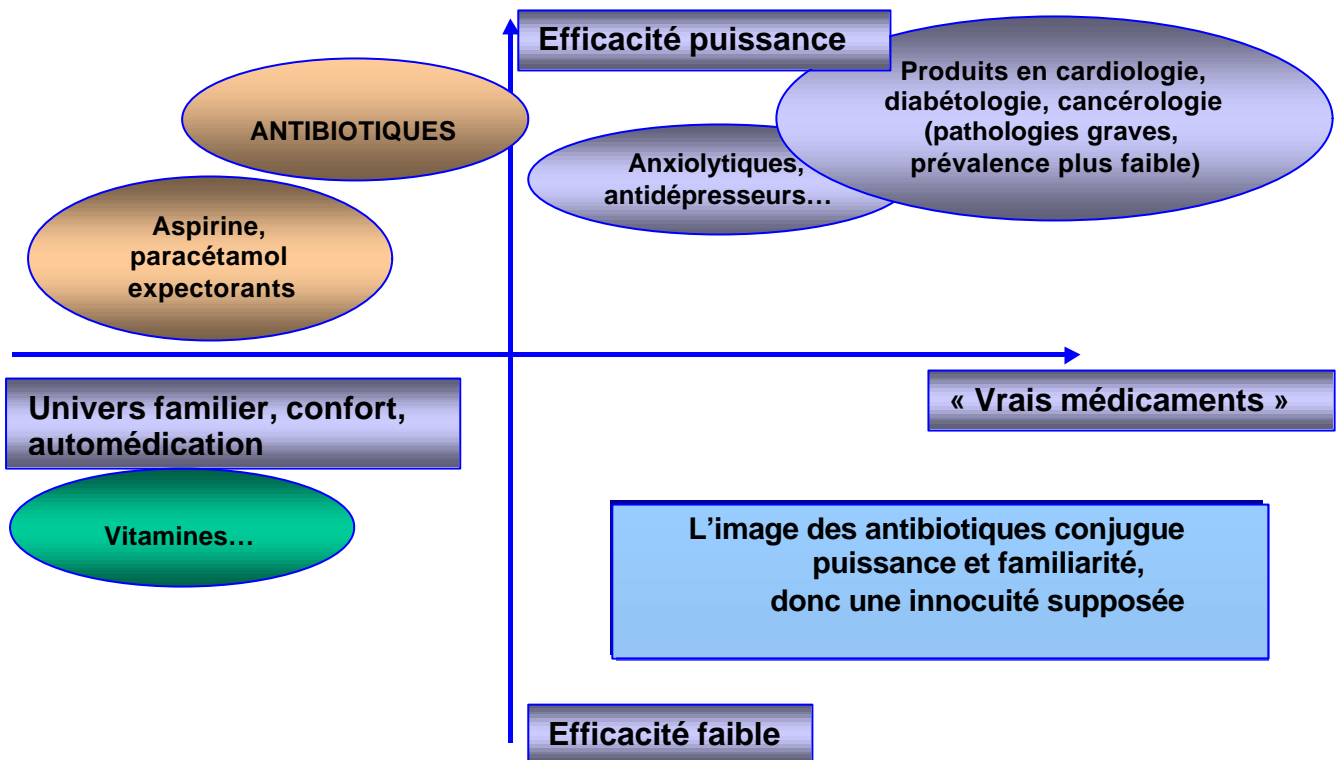 Efficacité puissance
Produits en cardiologie,
diabétologie, cancérologie
(pathologies graves,
prévalence plus faible)
ANTIBIOTIQUES
Anxiolytiques,
antidépresseurs…
Aspirine,
paracétamol
expectorants
Univers familier, confort,
automédication
« Vrais médicaments »
Vitamines…
L’image des antibiotiques conjugue
puissance et familiarité,
donc une innocuité supposée
Efficacité faible